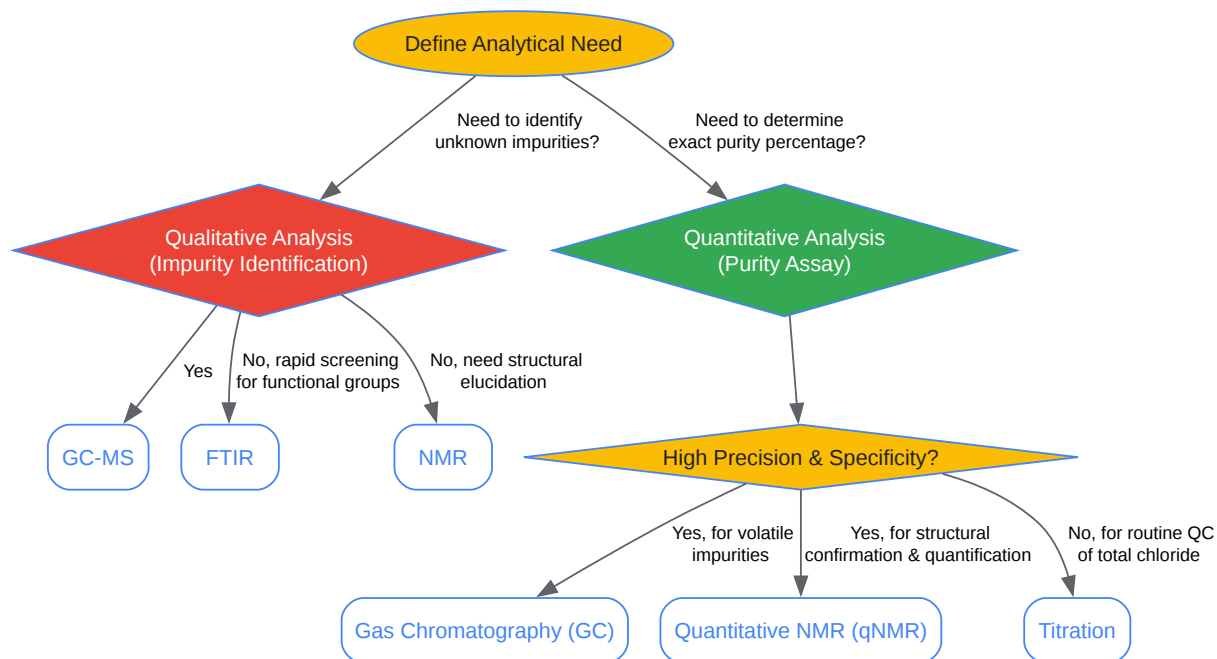 Define Analytical Need
Need to identify
unknown impurities?
Need to determine
exact purity percentage?
Qualitative Analysis
(Impurity Identification)
Quantitative Analysis
(Purity Assay)
Yes
No, rapid screening
for functional groups
No, need structural
elucidation
GC-MS
FTIR
NMR
High Precision & Specificity?
Yes, for volatile
impurities
Yes, for structural
confirmation & quantification
No, for routine QC
of total chloride
Gas Chromatography (GC)
Quantitative NMR (qNMR)
Titration